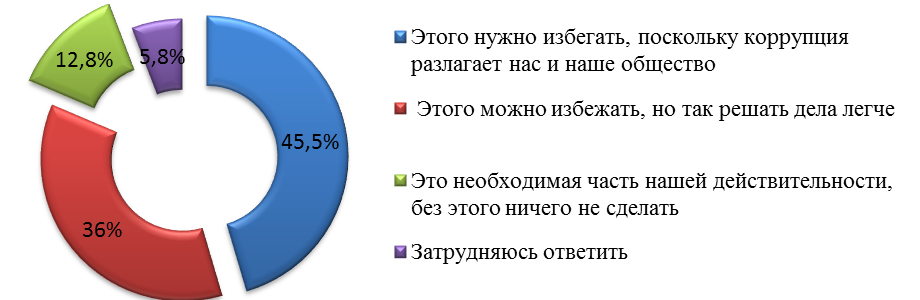 12,8%
5,8%
45,5%
36%
Этого нужно избегать, поскольку коррупция
разлагает нас и наше общество
Этого можно избежать, но так решать дела легче
Это необходимая часть нашей действительности,
без этого ничего не сделать
Затрудняюсь ответить